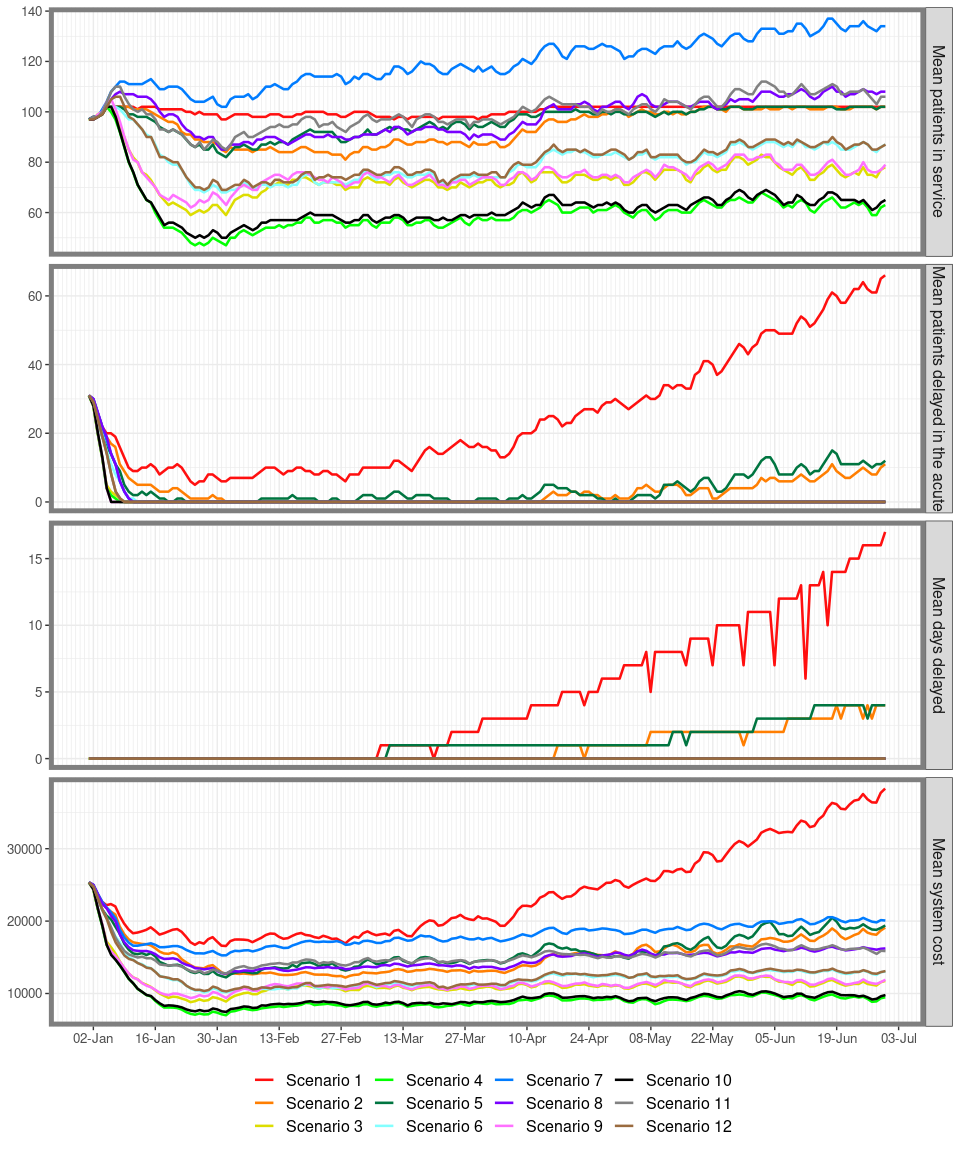 140
120
100
80
60
Mean patients in service
60
40
20
0
Mean patients delayed in the acute
15
10
5
0
Mean days delayed
30000
20000
10000
Mean system cost
02-Jan 16-Jan 30-Jan 13-Feb 27-Feb 13-Mar 27-Mar 10-Apr 24-Apr 08-May 22-May 05-Jun 19-Jun 03-Jul
Scenario 1 Scenario 4 Scenario 7 Scenario 10
Scenario 2 Scenario 5 Scenario 8 Scenario 11
Scenario 3 Scenario 6 Scenario 9 Scenario 12